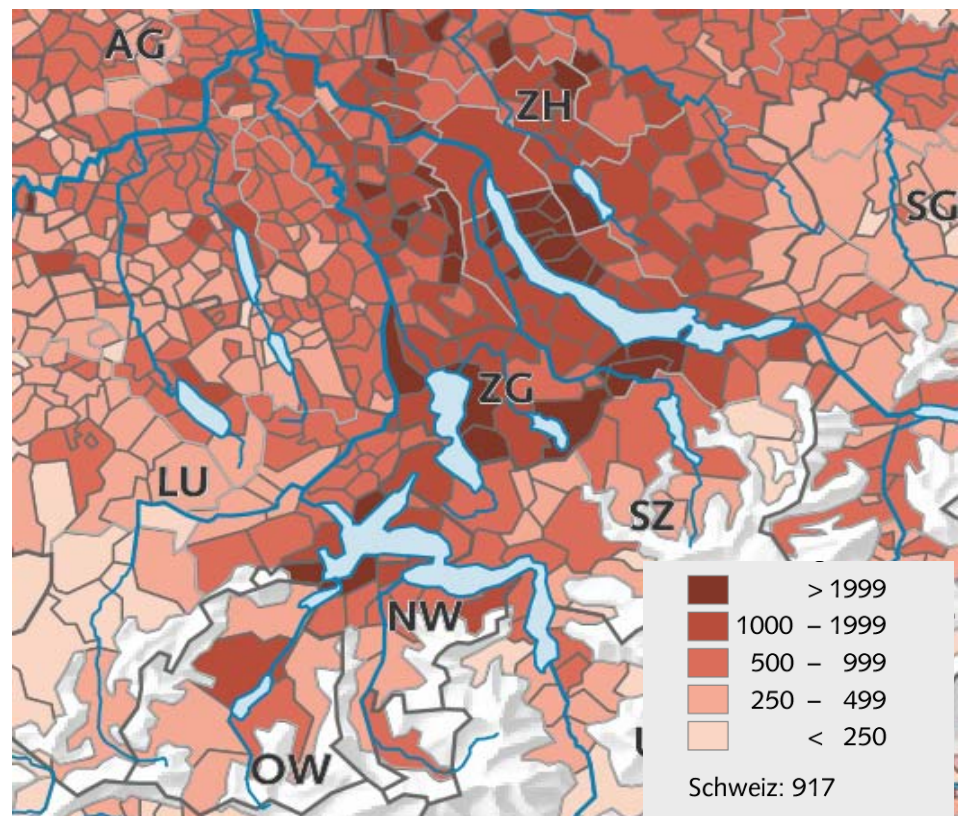 AG
ZH
SG
ZG
LU
SZ
NW
OW
> 1999
1000 – 1999
500 – 999
250 – 499
< 250
Schweiz: 917